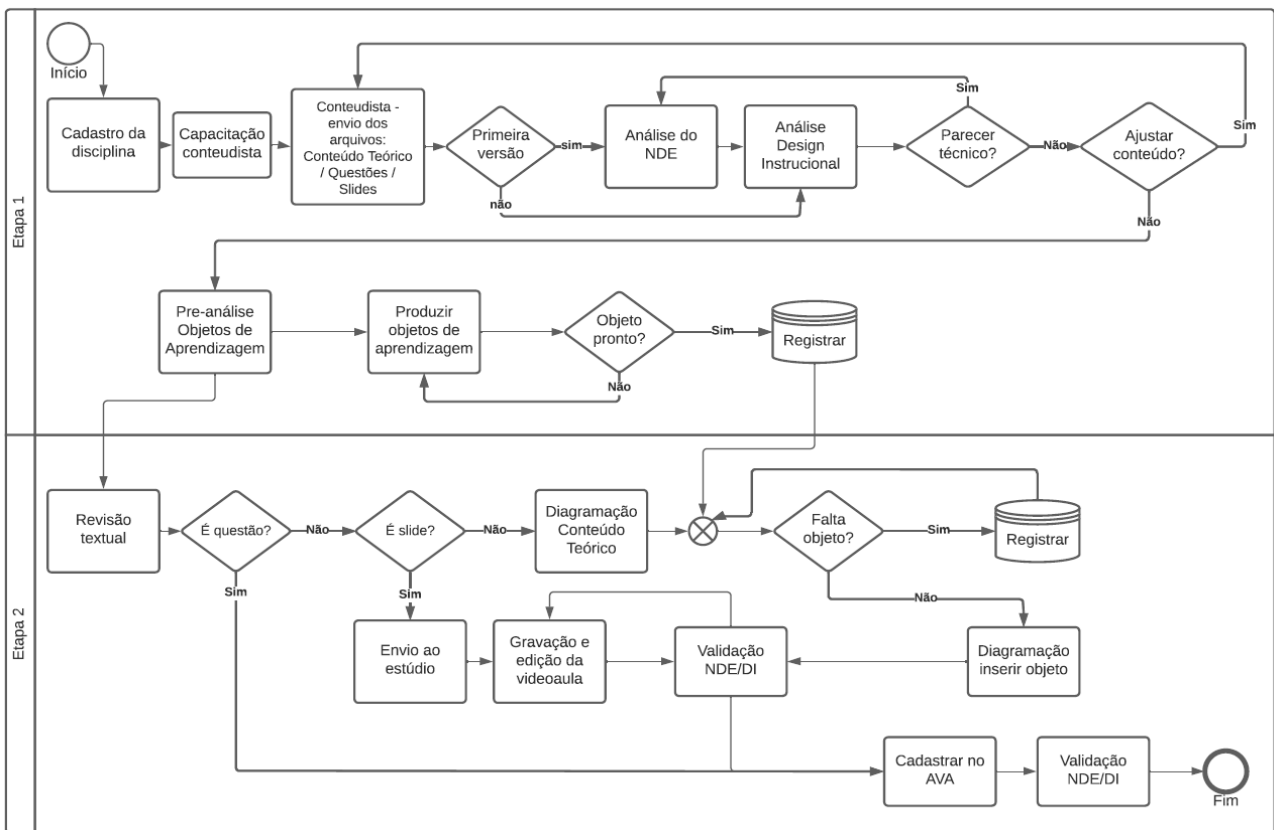 Etapa 1
Início
Cadastro da
disciplina
Capacitação
conteudista
Conteudista -
envio dos
arquivos:
Conteúdo Teórico
/ Questões /
Slides
Primeira
versão
sim
não
Análise do
NDE
Análise
Design
Instrucional
Sim
Parecer
técnico?
Não
Ajustar
conteúdo?
Sim
Não
Pre-análise
Objetos de
Aprendizagem
Produzir
objetos de
aprendizagem
Objeto
pronto?
Sim
Não
Registrar
Etapa 2
Revisão
textual
É questão?
Não
Sim
É slide?
Não
Sim
Diagramação
Conteúdo
Teórico
Falta
objeto?
Sim
Registrar
Não
Envio ao
estúdio
Gravação e
edição da
videoaula
Validação
NDE/DI
Diagramação
inserir objeto
Cadastrar no
AVA
Validação
NDE/DI
Fim